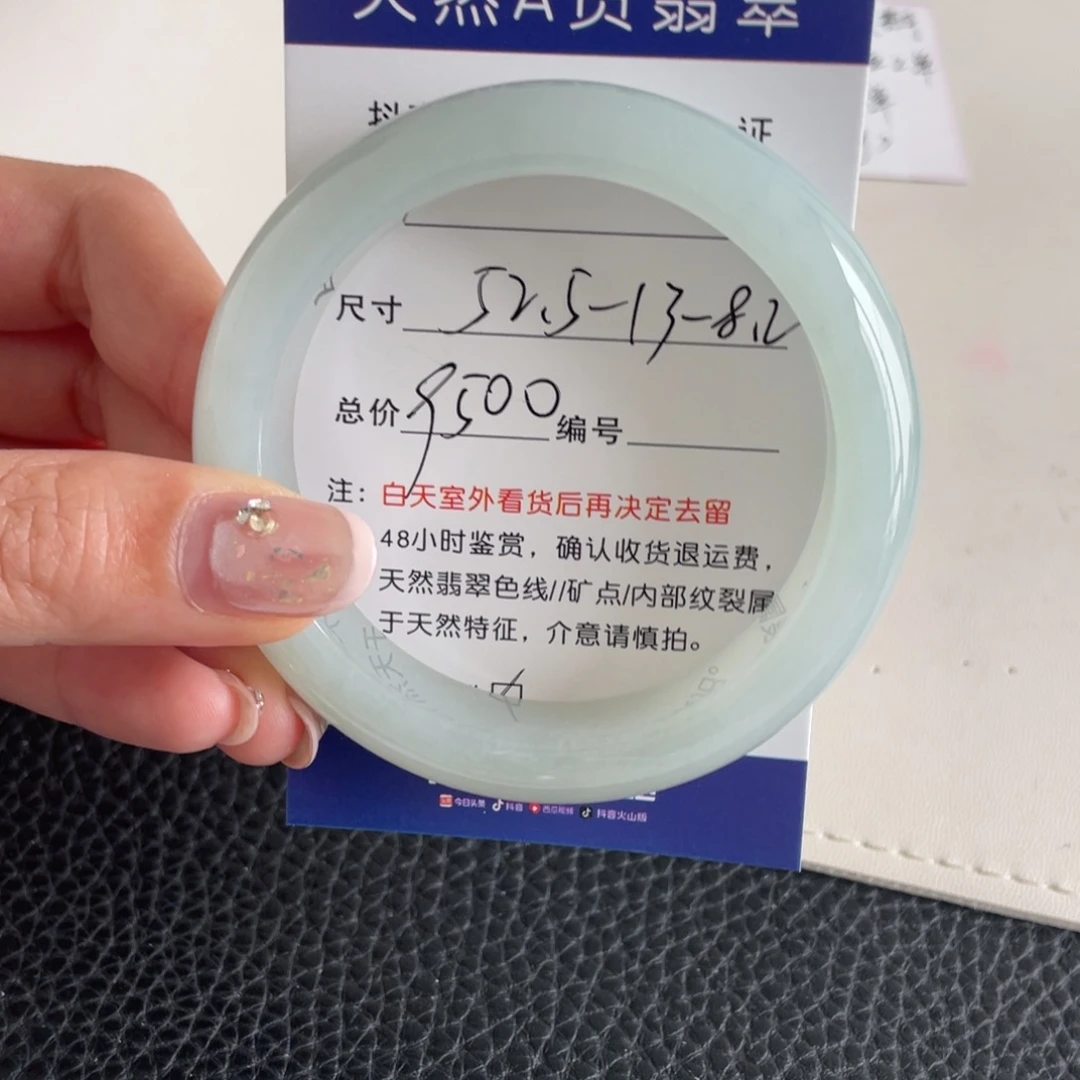 天然A货翡翠
证
尺寸 52.5-13-8.2
总价 9500 编号
注：白天室外看货后再决定去留
48小时鉴赏，确认收货退运费，
天然翡翠色线//矿点/内部纹裂属
于天然特征，介意请慎拍。
今日头条 抖音 西瓜视频 抖音火山版